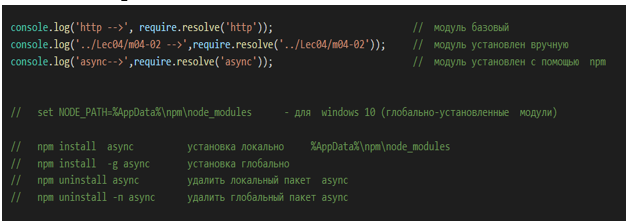 console.log('http -->', require.resolve('http')); // модуль базовый
console.log('../Lec04/m04-02 -->',require.resolve('../Lec04/m04-02')); // модуль установлен вручную
console.log('async-->',require.resolve('async')); // модуль установлен с помощью npm
// set NODE_PATH=%AppData%\npm\node_modules - для windows 10 (глобально-установленные модули)
// npm install async установка локально %AppData%\npm\node_modules
// npm install -g async установка глобально
// npm uninstall async удалить локальный пакет async
// npm uninstall -n async удалить глобальный пакет async